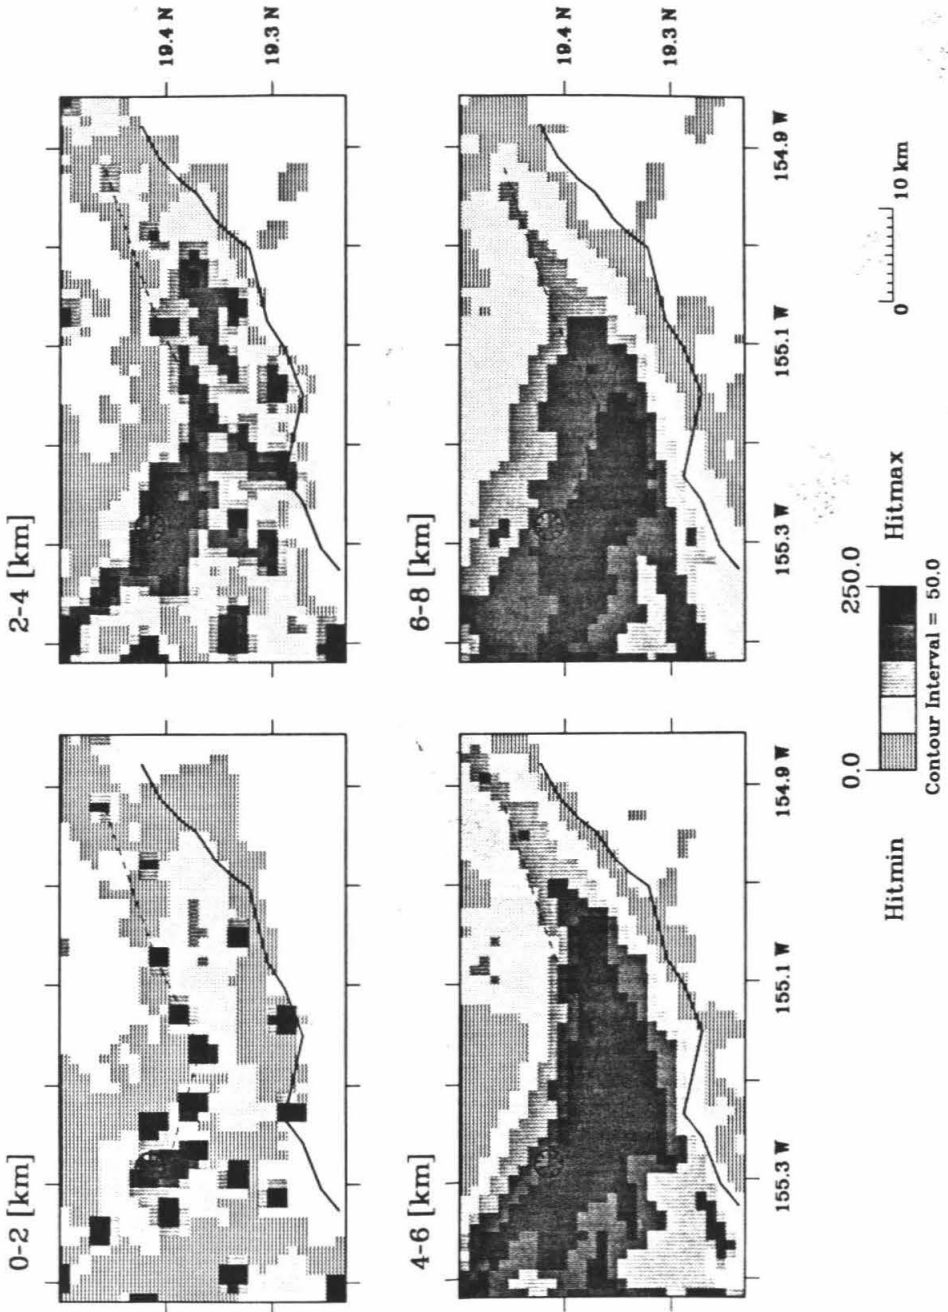 0-2 [km]
2-4 [km]
19.4 N
19.3 N
4-6 [km]
6-8 [km]
19.4 N
19.3 N
155.3 W
155.1 W
154.9 W
155.3 W
155.1 W
154.9 W
Hitmin
0.0
250.0
Hitmax
Contour Interval = 50.0
0
10 km